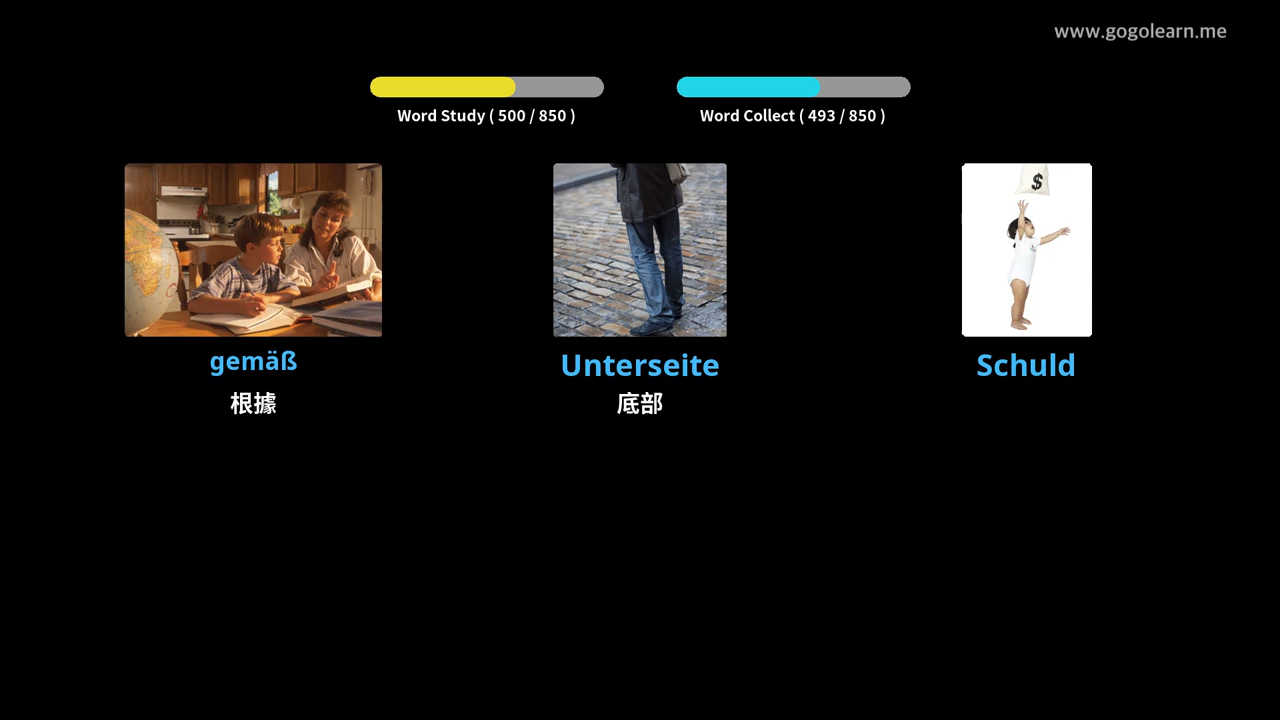 www.gogolearn.me
Word Study ( 500 / 850 )
Word Collect ( 493 / 850 )
$
gemäß
根據
Unterseite
底部
Schuld